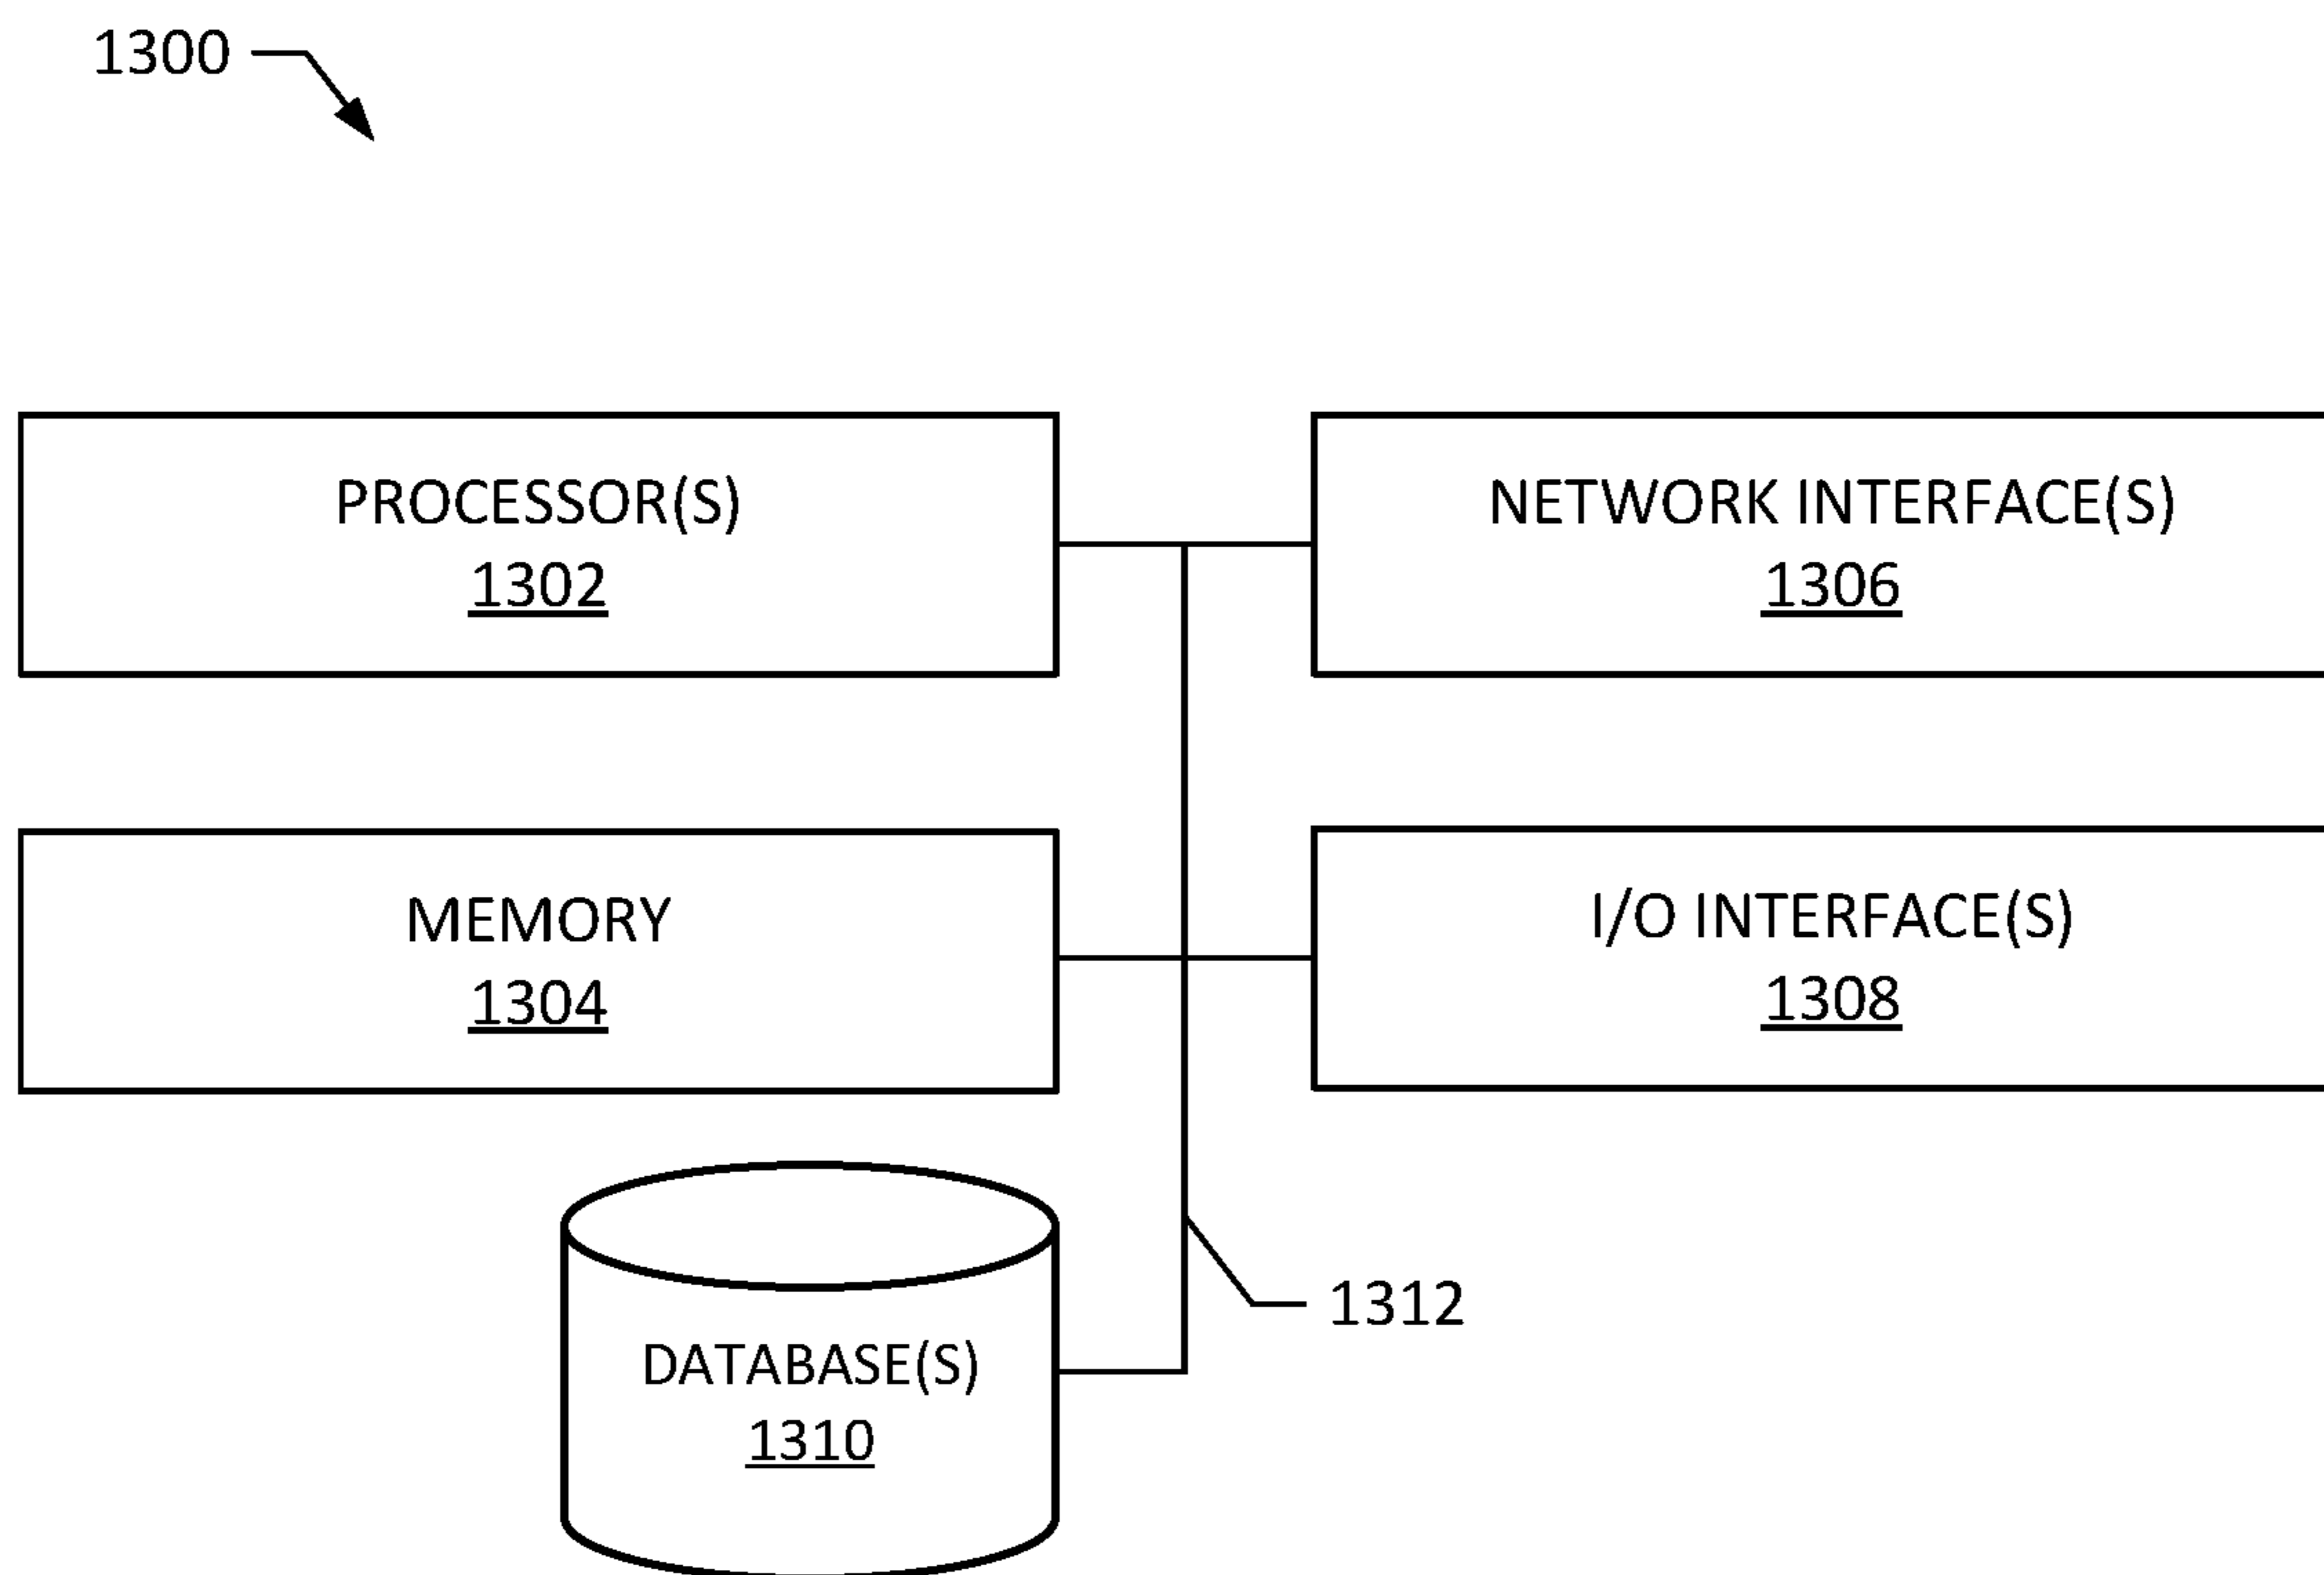 1300
PROCESSOR(S)
1302
NETWORK INTERFACE(S)
1306
MEMORY
1304
I/O INTERFACE(S)
1308
DATABASE(S)
1310
1312